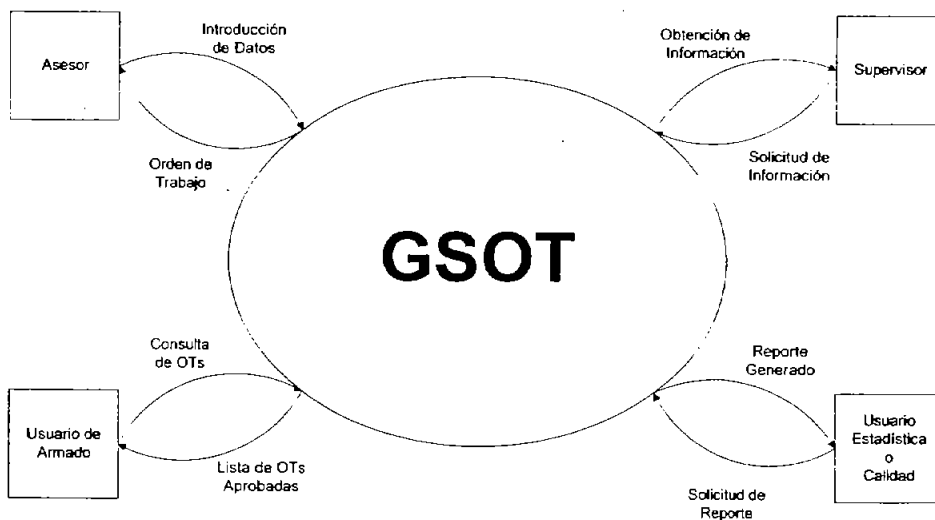 Introducción
de Datos
Asesor
Orden de
Trabajo
Obtención de
Información
Supervisor
Solicitud de
Información
GSOT
Consulta
de OTs
Usuario de
Armado
Lista de OTs
Aprobadas
Reporte
Generado
Usuario
Estadística
o
Calidad
Solicitud de
Reporte